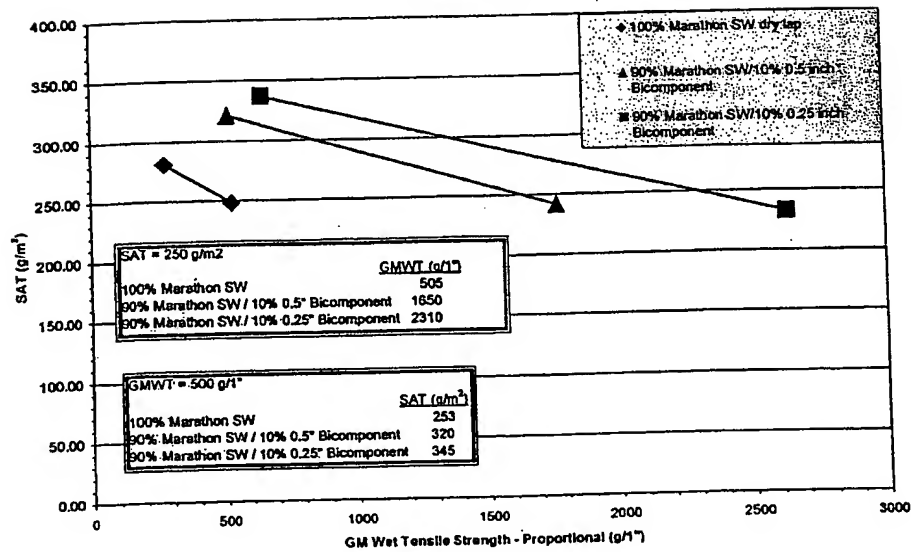 400.00
350.00
300.00
250.00
200.00
150.00
100.00
50.00
0.00
SAT (g/m²)
◆ 100% Marathon SW dry lap
▲ 90% Marathon SW/10% 0.5 inch
Bicomponent
■ 90% Marathon SW/10% 0.25 inch
Bicomponent
SAT = 250 g/m2
GMWT (g/1")
100% Marathon SW 505
90% Marathon SW / 10% 0.5" Bicomponent 1650
90% Marathon SW / 10% 0.25" Bicomponent 2310
GMWT = 500 g/1"
SAT (g/m²)
100% Marathon SW 253
90% Marathon SW / 10% 0.5" Bicomponent 320
90% Marathon SW / 10% 0.25" Bicomponent 345
0 500 1000 1500 2000 2500 3000
GM Wet Tensile Strength - Proportional (g/1")